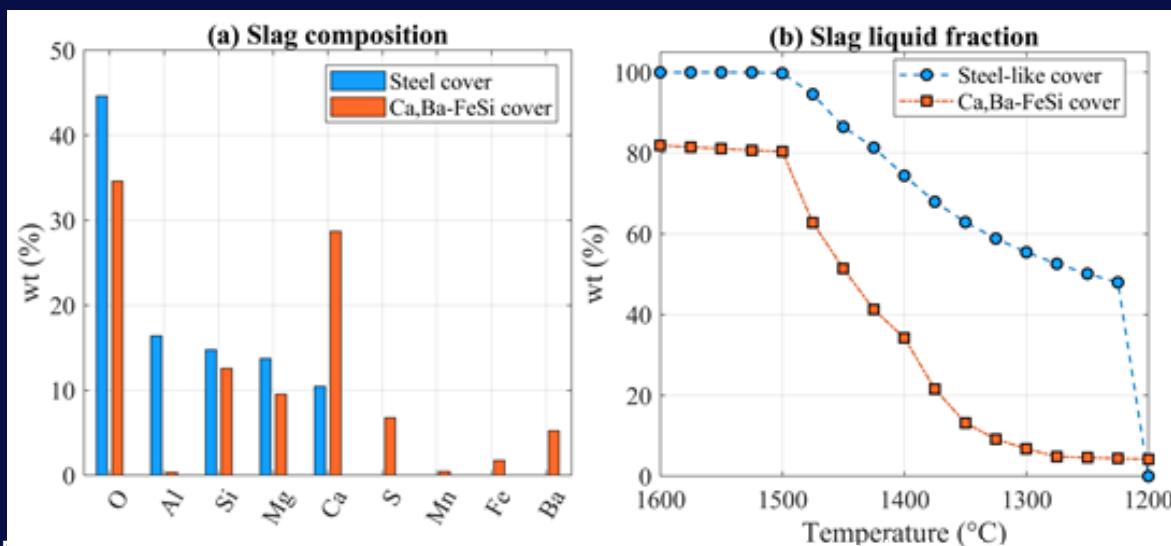 (a) Slag composition
50
40
30
20
10
0
wt (%)
Steel cover
Ca,Ba-FeSi cover
O Al Si Mg Ca S Mn Fe Ba
(b) Slag liquid fraction
100
80
60
40
20
0
wt (%)
Steel-like cover
Ca,Ba-FeSi cover
1600 1500 1400 1300 1200
Temperature (°C)